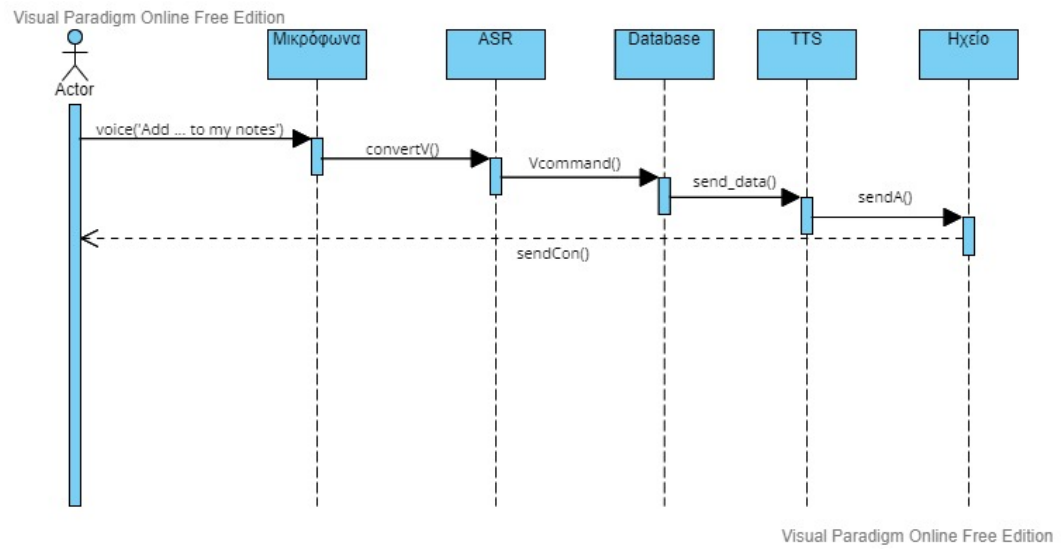 Visual Paradigm Online Free Edition
Actor
Μικρόφωνα
ASR
Database
TTS
Ηχείο
voice('Add ... to my notes')
convertV()
Vcommand()
send_data()
sendA()
sendCon()
Visual Paradigm Online Free Edition